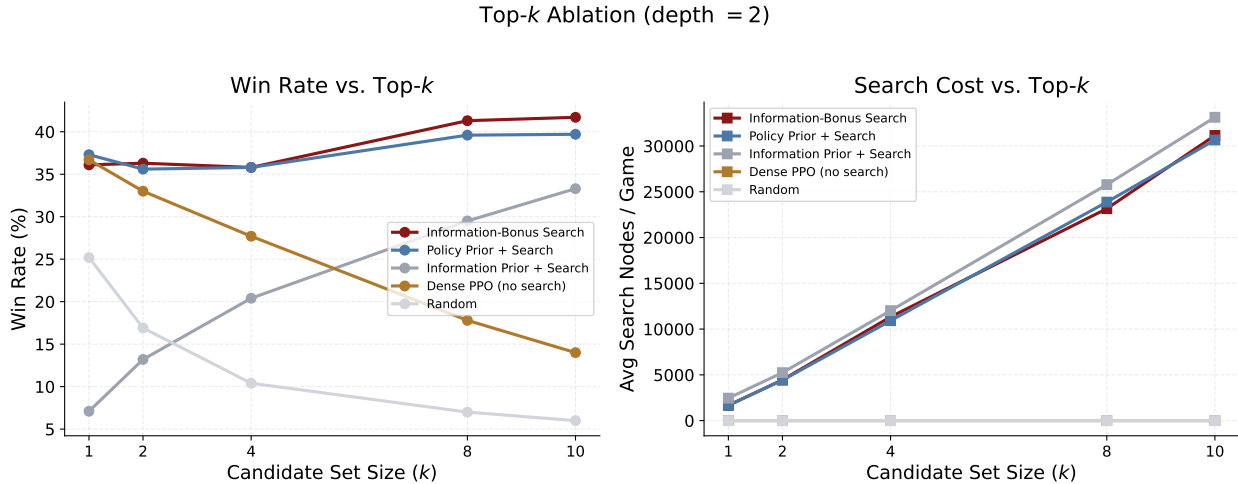 Top-k Ablation (depth = 2)
Win Rate vs. Top-k
Win Rate (%)
40
35
30
25
20
15
10
5
Information-Bonus Search
Policy Prior + Search
Information Prior + Search
Dense PPO (no search)
Random
1 2 4 8 10
Candidate Set Size (k)
Search Cost vs. Top-k
Avg Search Nodes / Game
30000
25000
20000
15000
10000
5000
0
Information-Bonus Search
Policy Prior + Search
Information Prior + Search
Dense PPO (no search)
Random
1 2 4 8 10
Candidate Set Size (k)